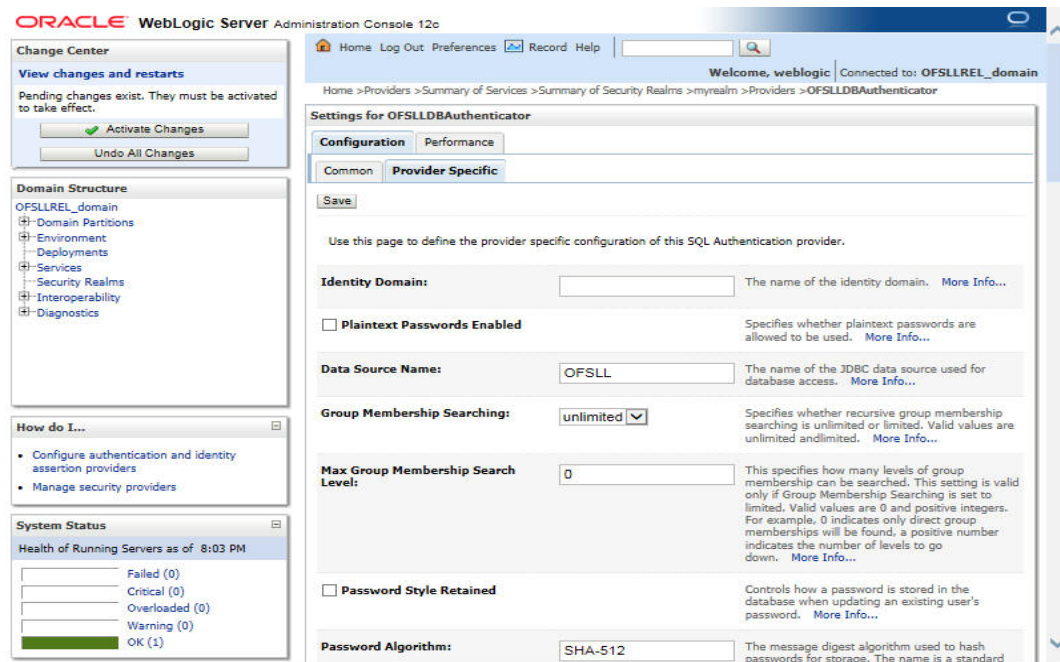 ORACLE WebLogic Server Administration Console 12c
Change Center
View changes and restarts
Pending changes exist. They must be activated
to take effect.
Activate Changes
Undo All Changes
Domain Structure
OFSLLREL_domain
Domain Partitions
Environment
Deployments
Services
Security Realms
Interoperability
Diagnostics
How do I...
Configure authentication and identity
assertion providers
Manage security providers
System Status
Health of Running Servers as of 8:03 PM
Failed (0)
Critical (0)
Overloaded (0)
Warning (0)
OK (1)
Home Log Out Preferences Record Help
Welcome, weblogic Connected to: OFSLLREL_domain
Home >Providers >Summary of Services >Summary of Security Realms >myrealm >Providers >OFSLLDBAuthenticator
Settings for OFSLLDBAuthenticator
Configuration Performance
Common Provider Specific
Save
Use this page to define the provider specific configuration of this SQL Authentication provider.
Identity Domain:
The name of the identity domain. More Info...
Plaintext Passwords Enabled
Specifies whether plaintext passwords are
allowed to be used. More Info...
Data Source Name:
OFSLL
The name of the JDBC data source used for
database access. More Info...
Group Membership Searching:
unlimited
Specifies whether recursive group membership
searching is unlimited or limited. Valid values are
unlimited andlimited. More Info...
Max Group Membership Search
Level:
0
This specifies how many levels of group
membership can be searched. This setting is valid
only if Group Membership Searching is set to
limited. Valid values are 0 and positive integers.
For example, 0 indicates only direct group
memberships will be found, a positive number
indicates the number of levels to go
down. More Info...
Password Style Retained
Controls how a password is stored in the
database when updating an existing user's
password. More Info...
Password Algorithm:
SHA-512
The message digest algorithm used to hash
passwords for storage. The name is a standard